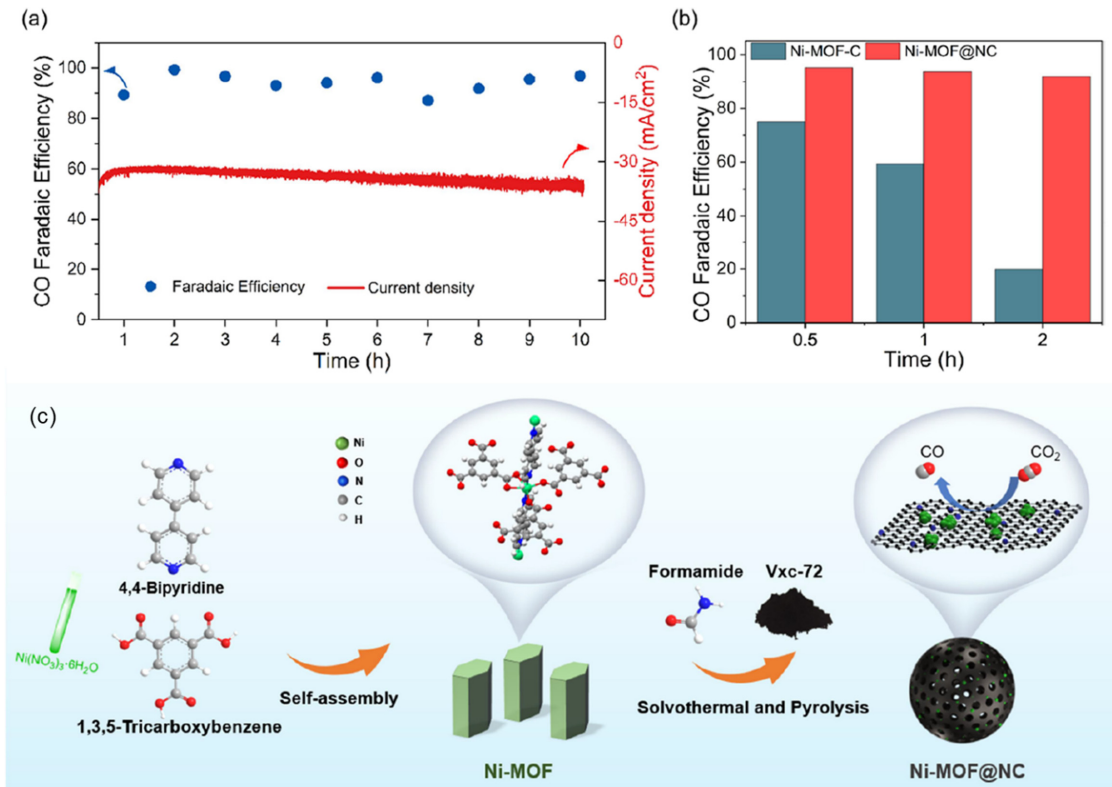 (a)
CO Faradaic Efficiency (%)
100
80
60
40
20
0
0
-15
-30
-45
-60
Current density (mA/cm²)
Faradaic Efficiency
Current density
1 2 3 4 5 6 7 8 9 10
Time (h)
(b)
Ni-MOF-C
Ni-MOF@NC
CO Faradaic Efficiency (%)
100
80
60
40
20
0
0.5 1 2
Time (h)
(c)
Ni
O
N
C
H
4,4-Bipyridine
Ni(NO₃)₃·6H₂O
1,3,5-Tricarboxybenzene
Self-assembly
Ni-MOF
Formamide
Vxc-72
Solvothermal and Pyrolysis
CO
CO₂
Ni-MOF@NC